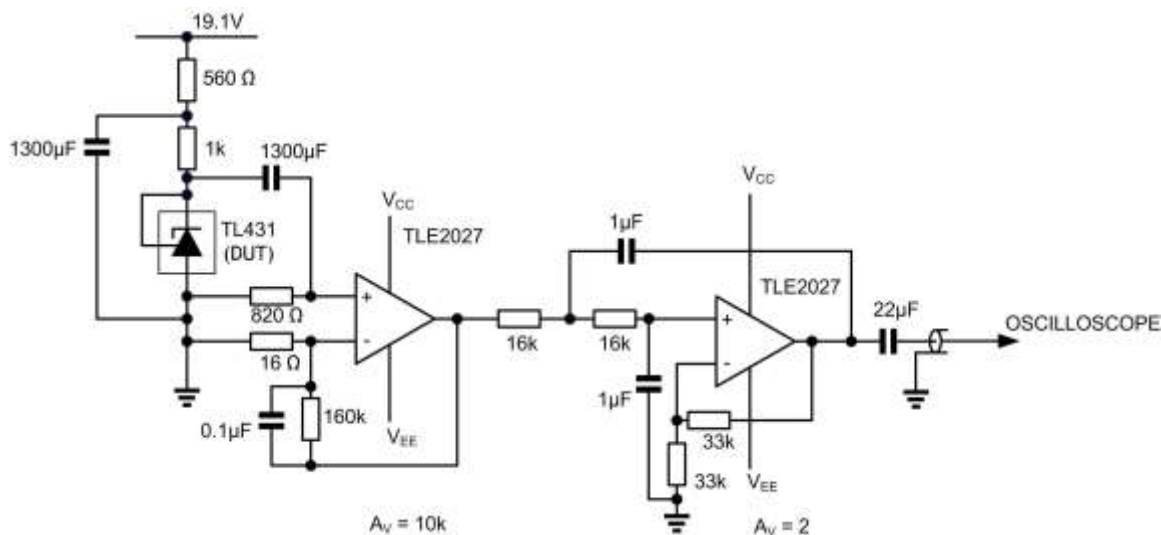 19.1V
560 Ω
1300µF
1k
1300µF
TL431
(DUT)
820 Ω
16 Ω
0.1µF
160k
VCC
TLE2027
+
-
VEE
AV = 10k
16k
16k
1µF
1µF
VCC
TLE2027
+
-
33k
33k
VEE
22µF
OSCILLOSCOPE
AV = 2